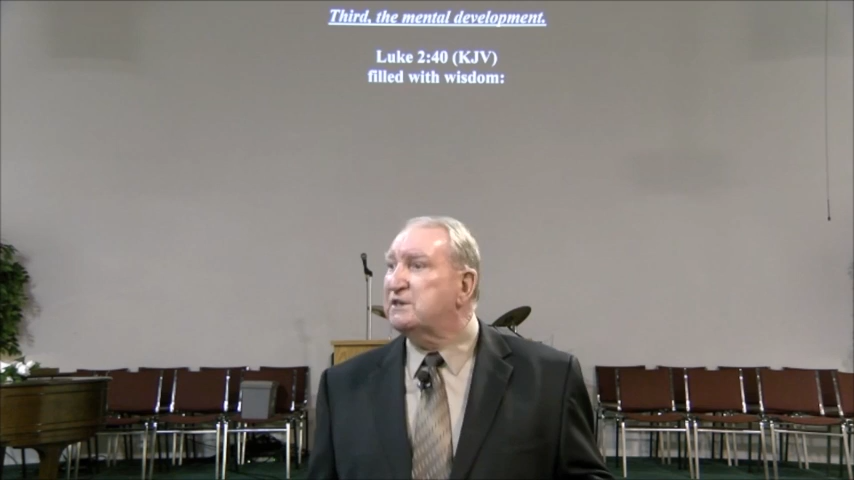 Third, the mental development.
Luke 2:40 (KJV)
filled with wisdom: